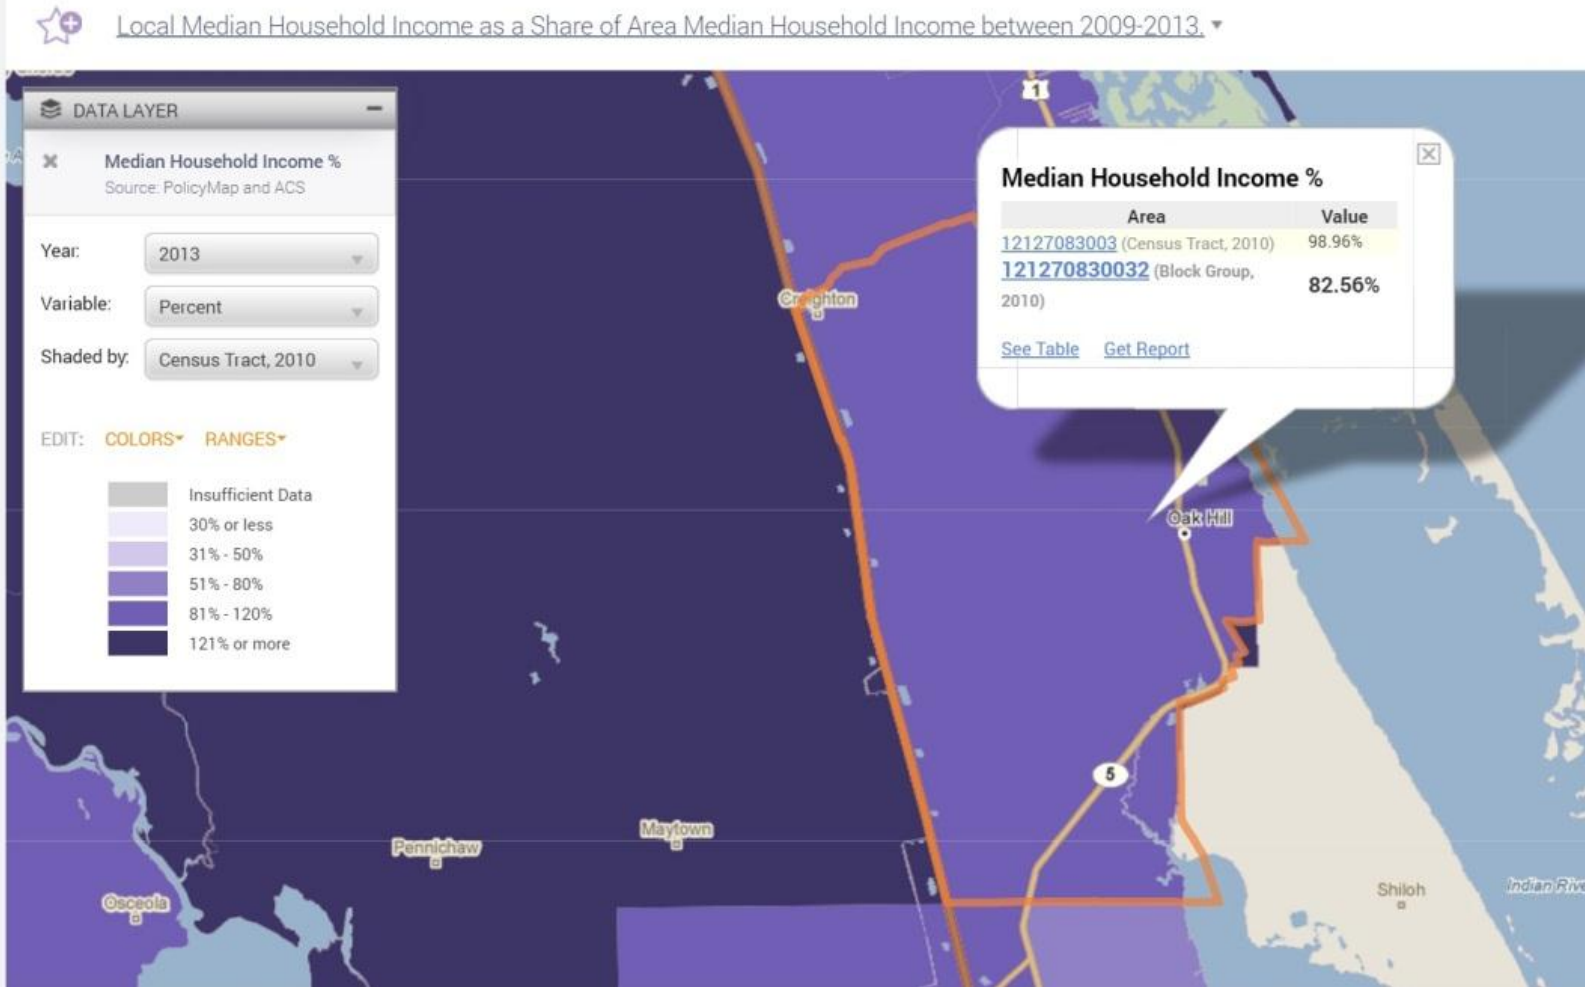 Local Median Household Income as a Share of Area Median Household Income between 2009-2013.
DATA LAYER
Median Household Income %
Source: PolicyMap and ACS
Year:
2013
Variable:
Percent
Shaded by:
Census Tract, 2010
EDIT: COLORS RANGES
Insufficient Data
30% or less
31% - 50%
51% - 80%
81% - 120%
121% or more
1
Median Household Income %
Area Value
12127083003 (Census Tract, 2010) 98.96%
121270830032 (Block Group,
2010)
82.56%
See Table Get Report
Creighton
Oak Hill
5
Maytown
Pennichaw
Osceola
Shiloh
Indian Rive